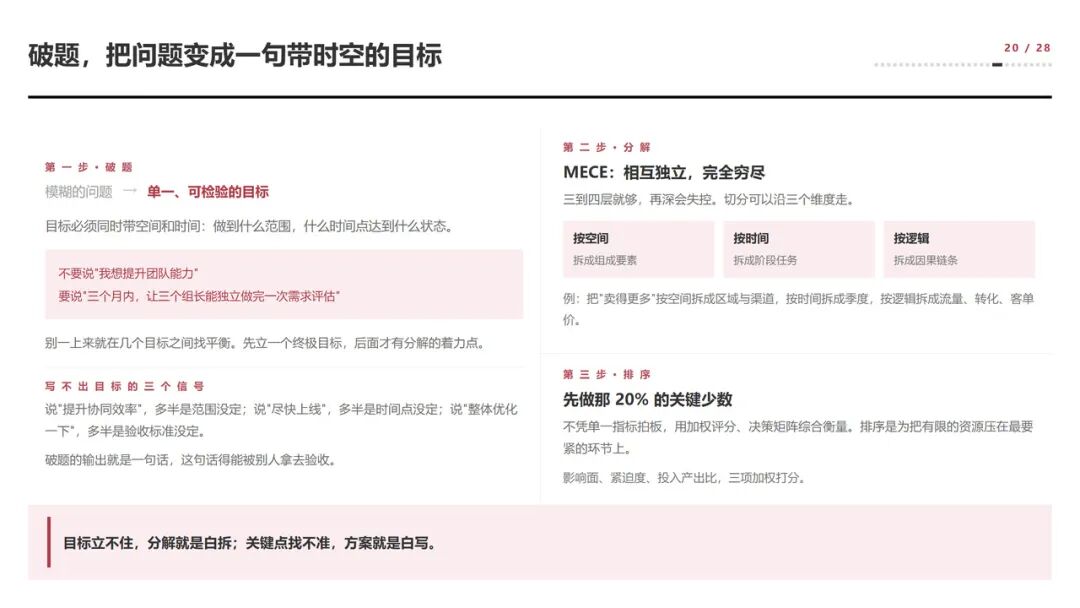 破题，把问题变成一句带时空的目标
20 / 28
第一步·破题
模糊的问题 → 单一、可检验的目标
目标必须同时带空间和时间：做到什么范围，什么时间点达到什么状态。
不要说"我想提升团队能力"
要说"三个月内，让三个组长能独立做完一次需求评估"
别一上来就在几个目标之间找平衡。先立一个终极目标，后面才有分解的着力点。
写不出目标的三个信号
说"提升协同效率"，多半是范围没定；说"尽快上线"，多半是时间点没定；说"整体优化
一下"，多半是验收标准没定。
破题的输出就是一句话，这句话得能被别人拿去验收。
第二步·分解
MECE：相互独立，完全穷尽
三到四层就够，再深会失控。切分可以沿三个维度走。
按空间
拆成组成要素
按时间
拆成阶段任务
按逻辑
拆成因果链条
例：把"卖得更多"按空间拆成区域与渠道，按时间拆成季度，按逻辑拆成流量、转化、客单
价。
第三步·排序
先做那 20% 的关键少数
不凭单一指标拍板，用加权评分、决策矩阵综合衡量。排序是为把有限的资源压在最要
紧的环节上。
影响面、紧迫度、投入产出比，三项加权打分。
目标立不住，分解就是白拆；关键点找不准，方案就是白写。